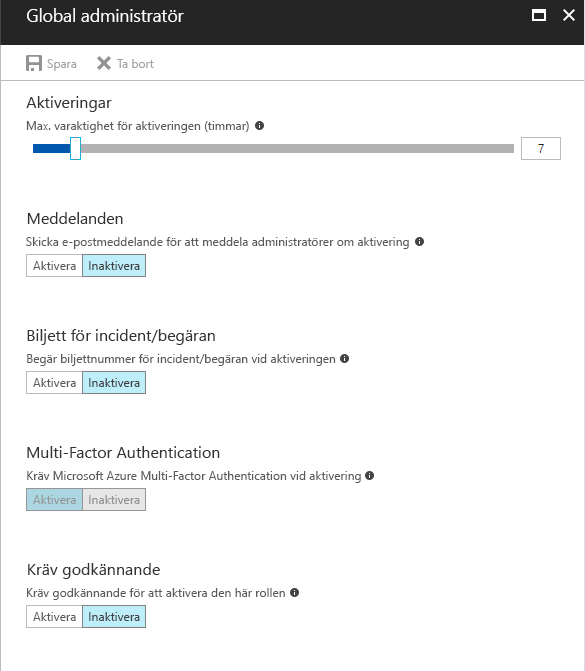 Global administratör
Spara Ta bort
Aktiveringar
Max. varaktighet för aktiveringen (timmar)
7
Meddelanden
Skicka e-postmeddelande för att meddela administratörer om aktivering
Aktivera Inaktivera
Biljett för incident/begäran
Begär biljettnummer för incident/begäran vid aktiveringen
Aktivera Inaktivera
Multi-Factor Authentication
Kräv Microsoft Azure Multi-Factor Authentication vid aktivering
Aktivera Inaktivera
Kräv godkännande
Kräv godkännande för att aktivera den här rollen
Aktivera Inaktivera